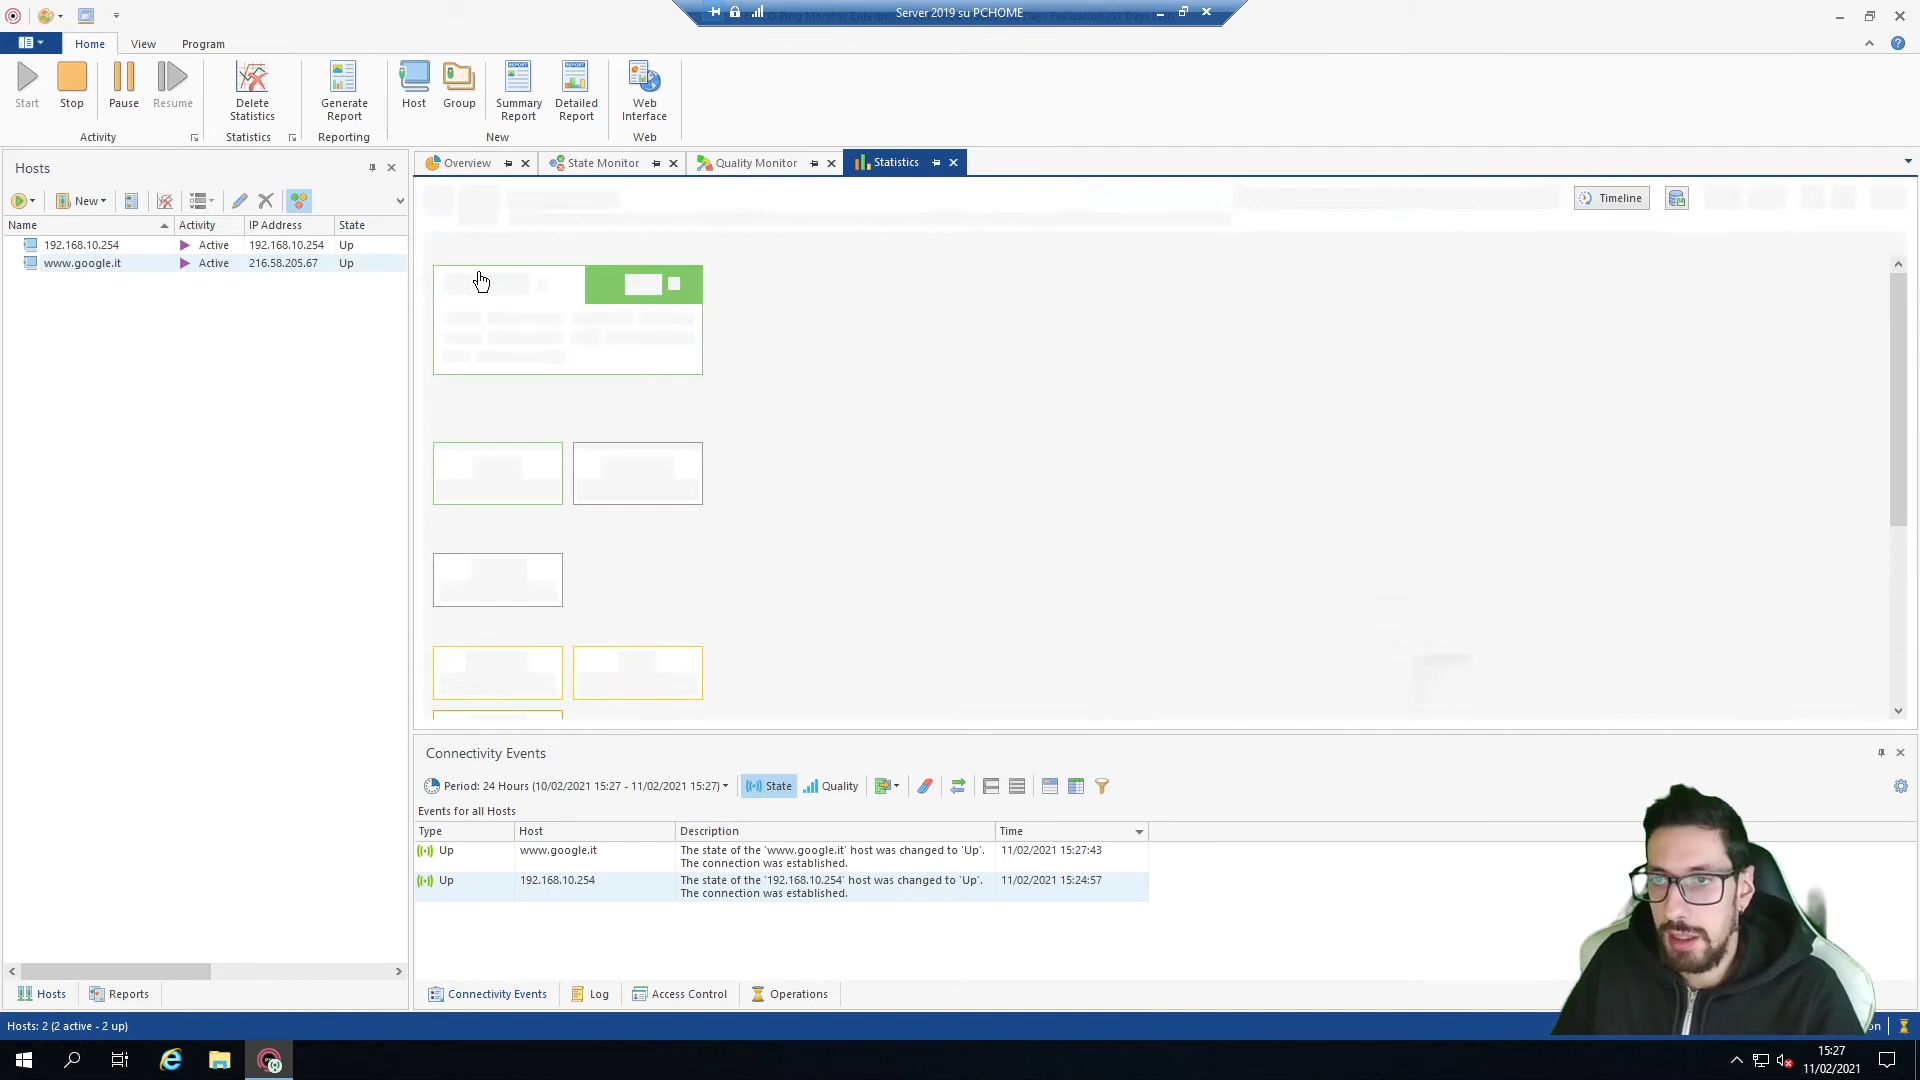 Server 2019 su PCHOME
Ping Monitor Enterpris
Home View Program
Start Stop Pause Resume
Delete Statistics
Generate Report
Host Group
Summary Report
Detailed Report
Web Interface
Activity Statistics Reporting New Web
Hosts
Overview State Monitor Quality Monitor Statistics
New
Timeline
Name Activity IP Address State
192.168.10.254 Active 192.168.10.254 Up
www.google.it Active 216.58.205.67 Up
Connectivity Events
Period: 24 Hours (10/02/2021 15:27 - 11/02/2021 15:27) State Quality
Events for all Hosts
Type Host Description Time
Up www.google.it The state of the 'www.google.it' host was changed to 'Up'. 11/02/2021 15:27:43
The connection was established.
Up 192.168.10.254 The state of the '192.168.10.254' host was changed to 'Up'. 11/02/2021 15:24:57
The connection was established.
Hosts Reports
Connectivity Events Log Access Control Operations
Hosts: 2 (2 active - 2 up)
15:27
11/02/2021